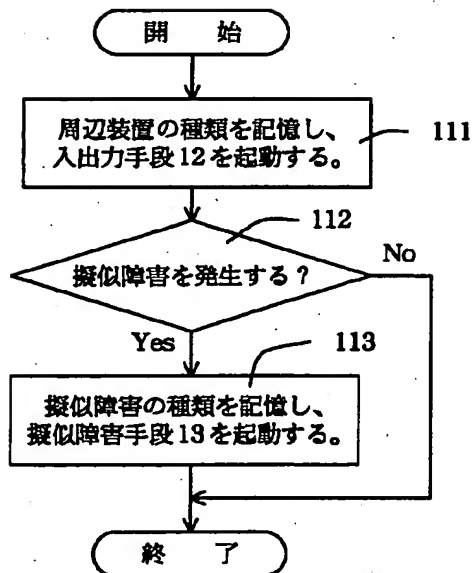 開 始
周辺装置の種類を記憶し、
入出力手段12を起動する。
111
112
擬似障害を発生する?
No
Yes
113
擬似障害の種類を記憶し、
擬似障害手段13を起動する。
終 了